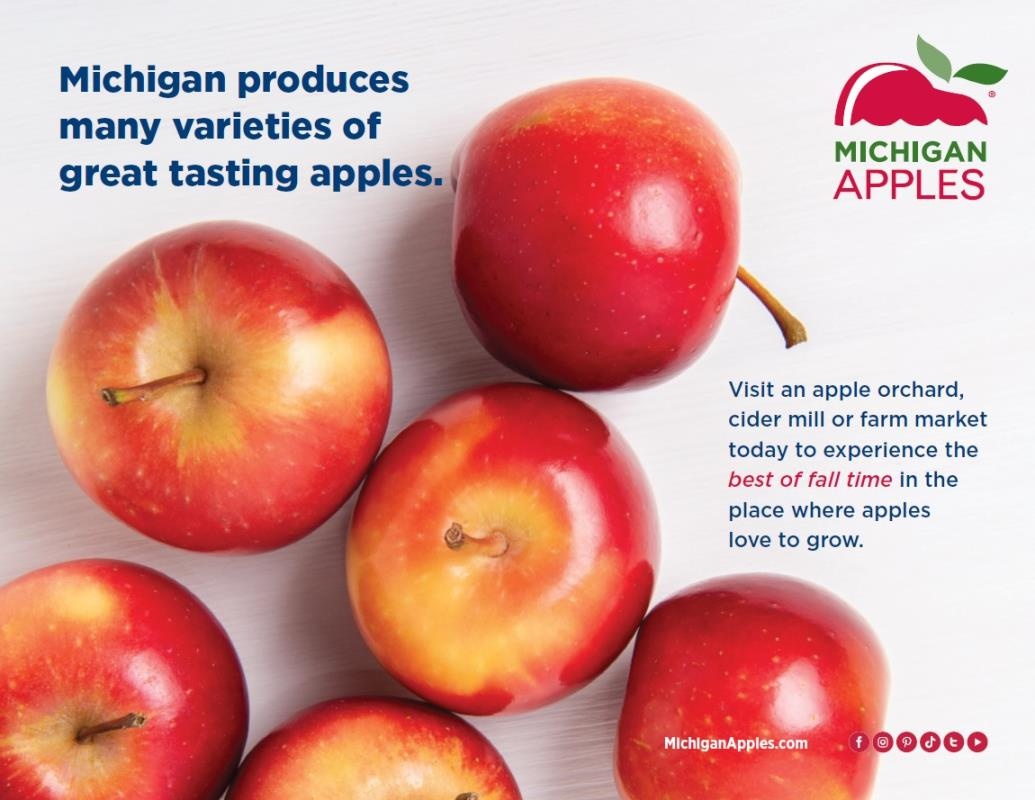 Michigan produces
many varieties of
great tasting apples.
®
MICHIGAN
APPLES
Visit an apple orchard,
cider mill or farm market
today to experience the
best of fall time in the
place where apples
love to grow.
MichiganApples.com